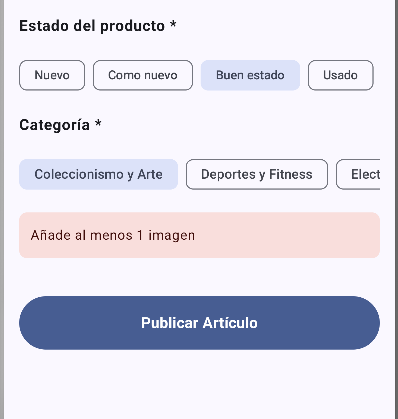 Estado del producto *
Nuevo Como nuevo Buen estado Usado
Categoría *
Coleccionismo y Arte Deportes y Fitness Elect
Añade al menos 1 imagen
Publicar Artículo